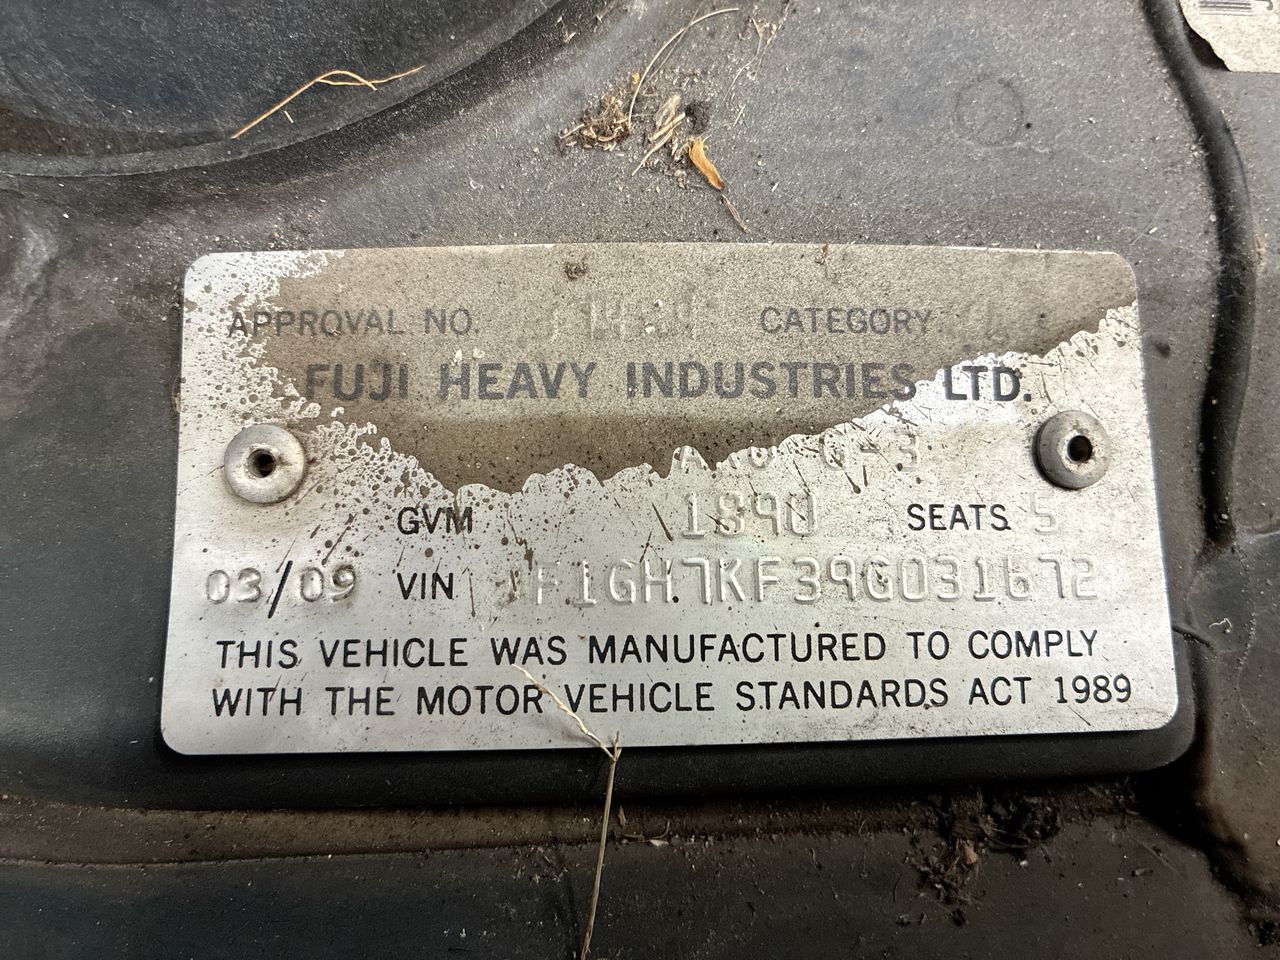 APPROVAL NO. CATEGORY
FUJI HEAVY INDUSTRIES LTD.
GVM 1890 SEATS 5
03/09 VIN JF1GH7KF39G031672
THIS VEHICLE WAS MANUFACTURED TO COMPLY
WITH THE MOTOR VEHICLE STANDARDS ACT 1989